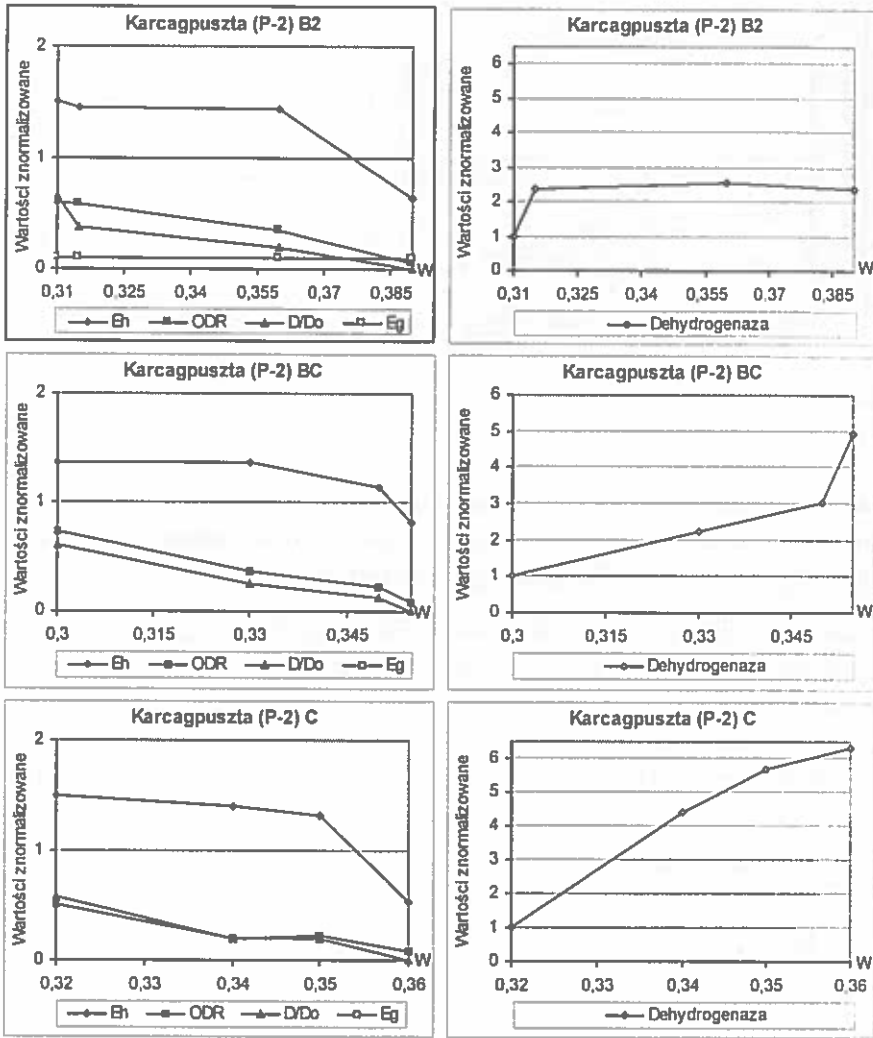 Karcagpuszta (P-2) B2
Wartości znormalizowane
2
1
0
0,31 0,325 0,34 0,355 0,37 0,385
W
Eh ODR D/Do Eg
Karcagpuszta (P-2) B2
Wartości znormalizowane
6
5
4
3
2
1
0
0,31 0,325 0,34 0,355 0,37 0,385
Dehydrogenaza
Karcagpuszta (P-2) BC
Wartości znormalizowane
2
1
0
0,3 0,315 0,33 0,345
W
Eh ODR D/Do Eg
Karcagpuszta (P-2) BC
Wartości znormalizowane
6
5
4
3
2
1
0
0,3 0,315 0,33 0,345
W
Dehydrogenaza
Karcagpuszta (P-2) C
Wartości znormalizowane
2
1
0
0,32 0,33 0,34 0,35 0,36
W
Eh ODR D/Do Eg
Karcagpuszta (P-2) C
Wartości znormalizowane
6
5
4
3
2
1
0
0,32 0,33 0,34 0,35 0,36
W
Dehydrogenaza